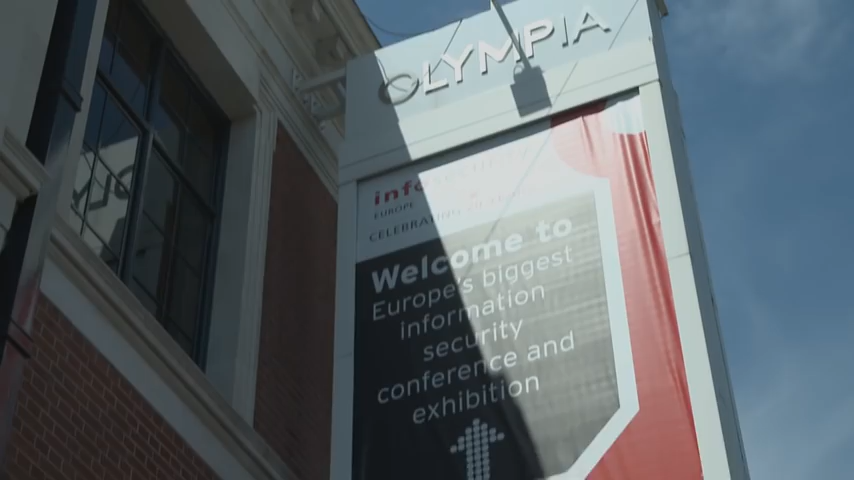 OLYMPIA
EUROPE
CELEBRATING
Welcome to
Europe's biggest
information
security
conference and
exhibition